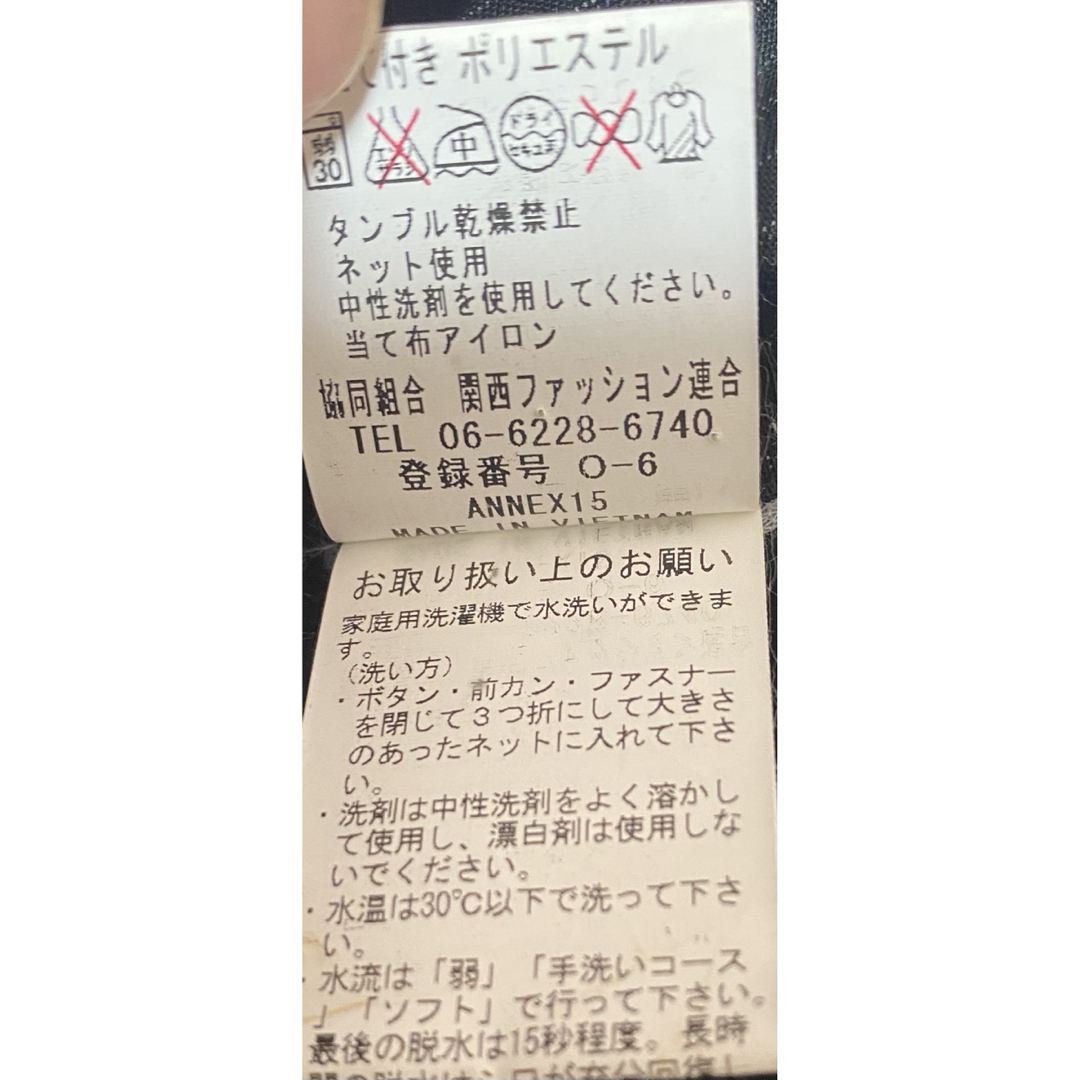 付き ポリエステル
弱
30
中
ドライ
セキユ系
タンブル乾燥禁止
ネット使用
中性洗剤を使用してください。
当て布アイロン
協同組合 関西ファッション連合
TEL 06-6228-6740
登録番号 O-6
ANNEX15
MADE IN VIETNAM
お取り扱い上のお願い
家庭用洗濯機で水洗いができま
す。
(洗い方)
・ボタン・前カン・ファスナー
を閉じて3つ折にして大きさ
のあったネットに入れて下さ
い。
・洗剤は中性洗剤をよく溶かし
て使用し、漂白剤は使用しな
いでください。
・水温は30℃以下で洗って下さ
い。
・水流は「弱」「手洗いコース
」「ソフト」で行って下さい。
最後の脱水は15秒程度。長時